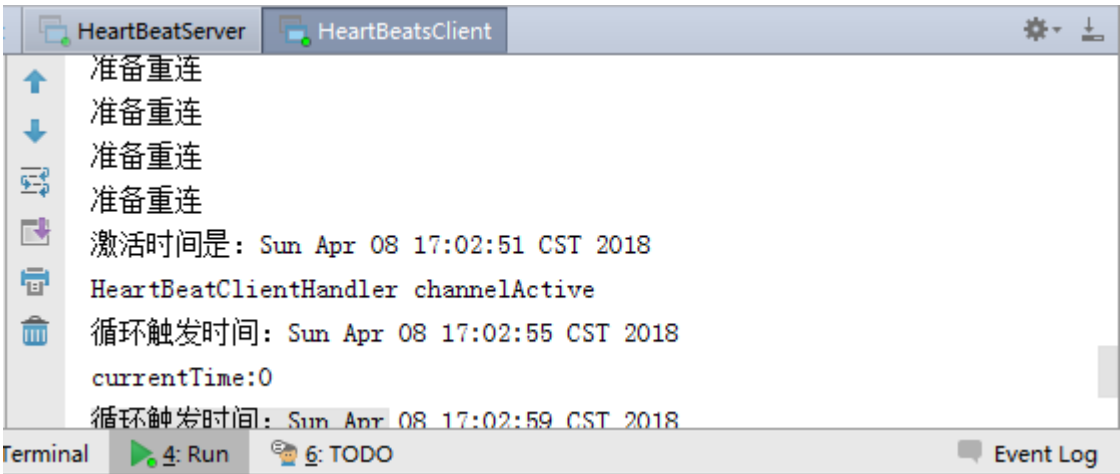 HeartBeatServer HeartBeatsClient
准备重连
准备重连
准备重连
准备重连
激活时间是：Sun Apr 08 17:02:51 CST 2018
HeartBeatClientHandler channelActive
循环触发时间：Sun Apr 08 17:02:55 CST 2018
currentTime:0
循环触发时间：Sun Apr 08 17:02:59 CST 2018
Terminal 4: Run 6: TODO Event Log